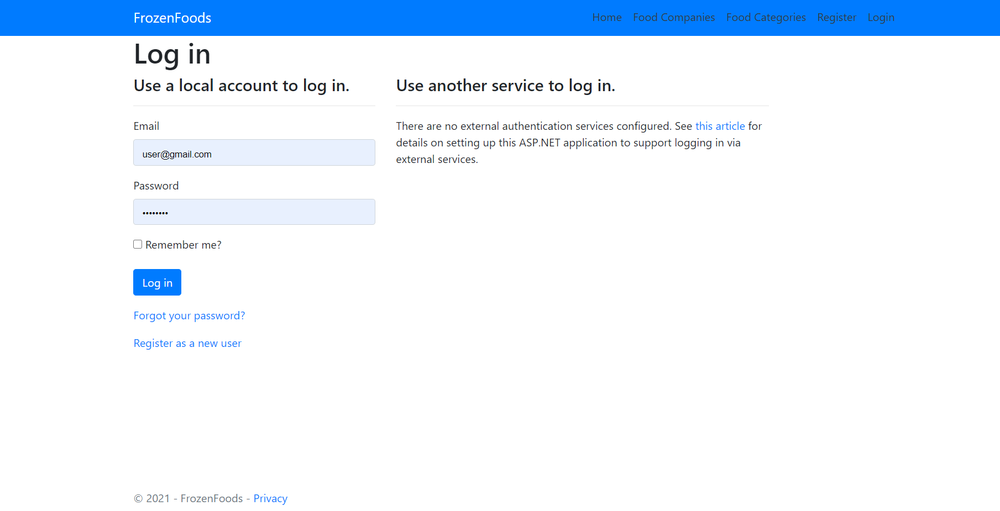 FrozenFoods
Home Food Companies Food Categories Register Login
Log in
Use a local account to log in.
Email
user@gmail.com
Password
••••••••
Remember me?
Log in
Forgot your password?
Register as a new user
Use another service to log in.
There are no external authentication services configured. See this article for
details on setting up this ASP.NET application to support logging in via
external services.
© 2021 - FrozenFoods - Privacy